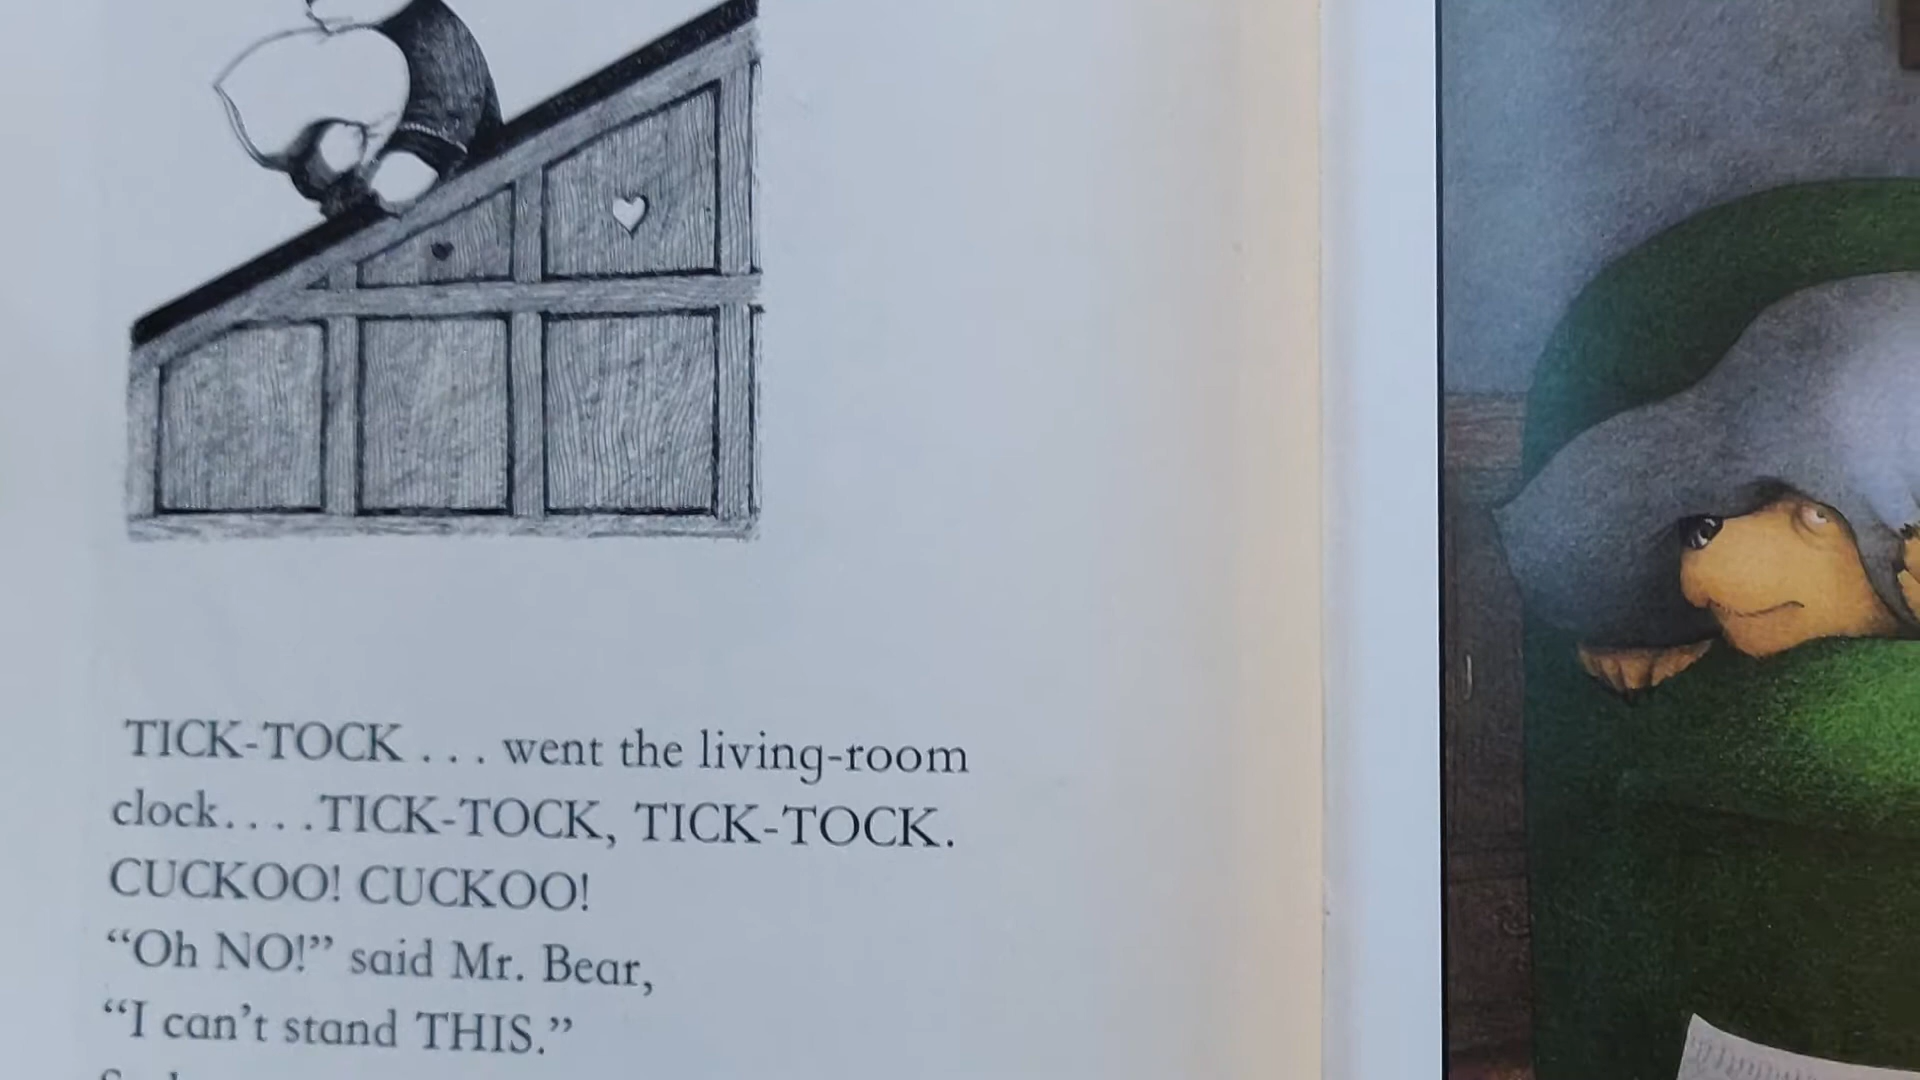 TICK-TOCK . . . went the living-room
clock. . . .TICK-TOCK, TICK-TOCK.
CUCKOO! CUCKOO!
“Oh NO!” said Mr. Bear,
“I can’t stand THIS.”